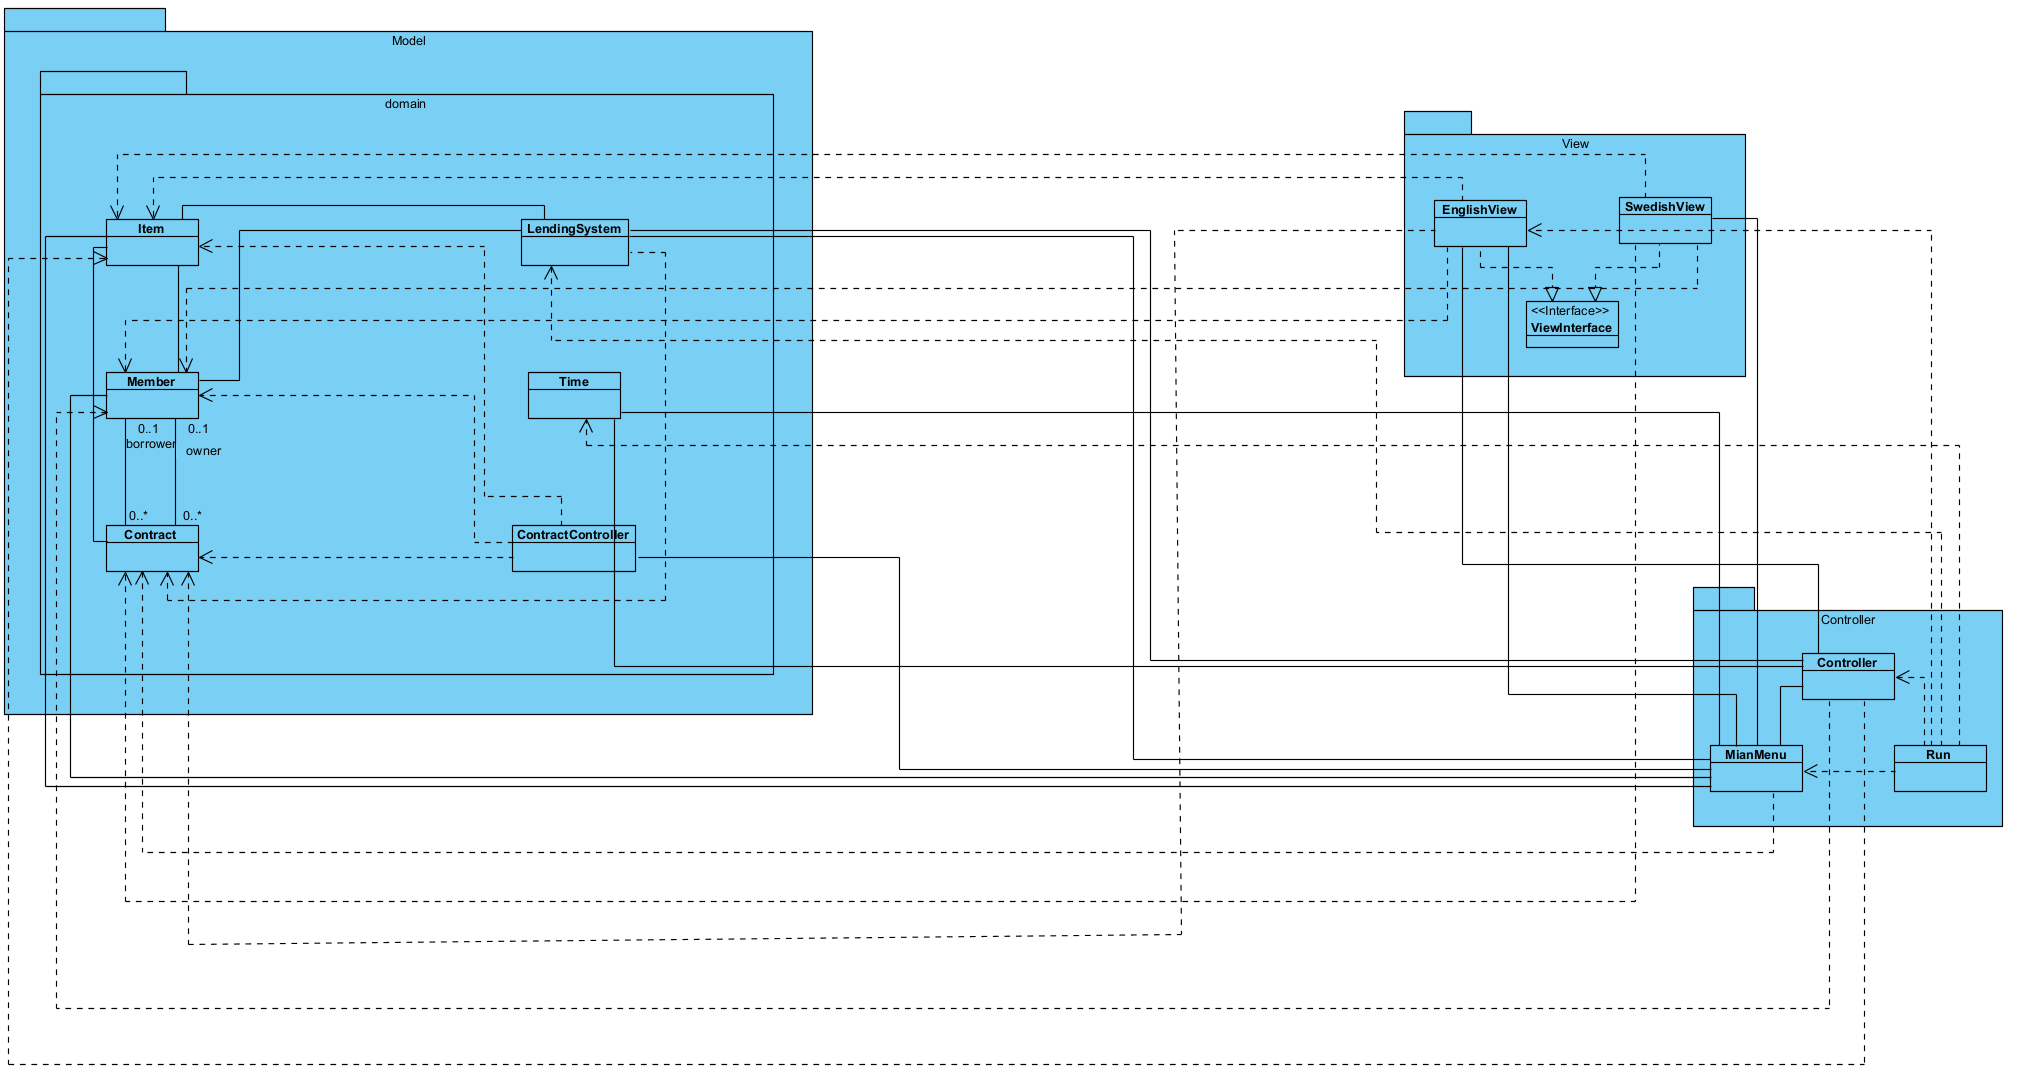 Model
domain
Item
LendingSystem
Member
Time
0..1
borrower
0..1
owner
0..*
0..*
Contract
ContractController
View
EnglishView
SwedishView
<<Interface>>
ViewInterface
Controller
Controller
MianMenu
Run